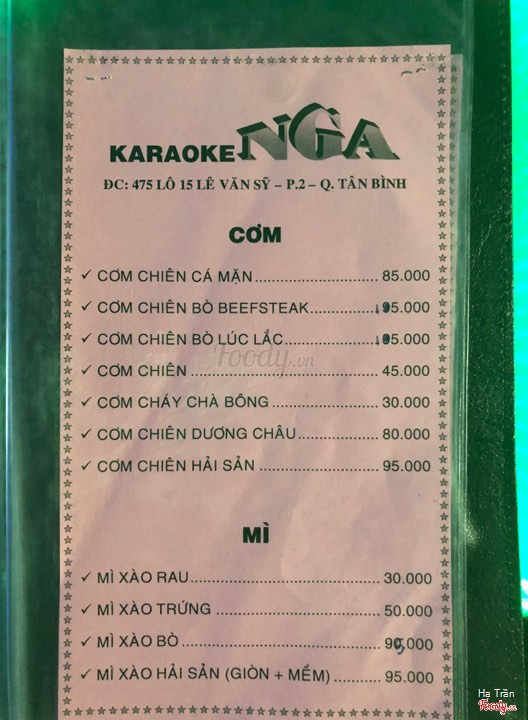 KARAOKE NGA
ĐC: 475 LÔ 15 LÊ VĂN SỸ – P.2 – Q. TÂN BÌNH
CƠM
✓ CƠM CHIÊN CÁ MẶN 85.000
✓ CƠM CHIÊN BÒ BEEFSTEAK
✓ CƠM CHIÊN BÒ LÚC LẮC
✓ CƠM CHIÊN 45.000
Foody.vn
✓ CƠM CHÁY CHÀ BÔNG 30.000
✓ CƠM CHIÊN DƯƠNG CHÂU 80.000
✓ CƠM CHIÊN HẢI SẢN 95.000
MÌ
✓ MÌ XÀO RAU 30.000
✓ MÌ XÀO TRỨNG 50.000
✓ MÌ XÀO BÒ
✓ MÌ XÀO HẢI SẢN (GIÒN + MỀM) 95.000
Hạ Trần
Foody.vn